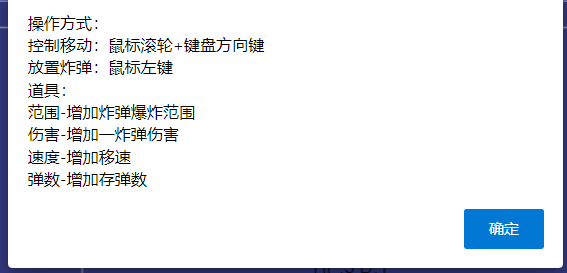 操作方式：
控制移动：鼠标滚轮+键盘方向键
放置炸弹：鼠标左键
道具：
范围-增加炸弹爆炸范围
伤害-增加一炸弹伤害
速度-增加移速
弹数-增加存弹数
确定